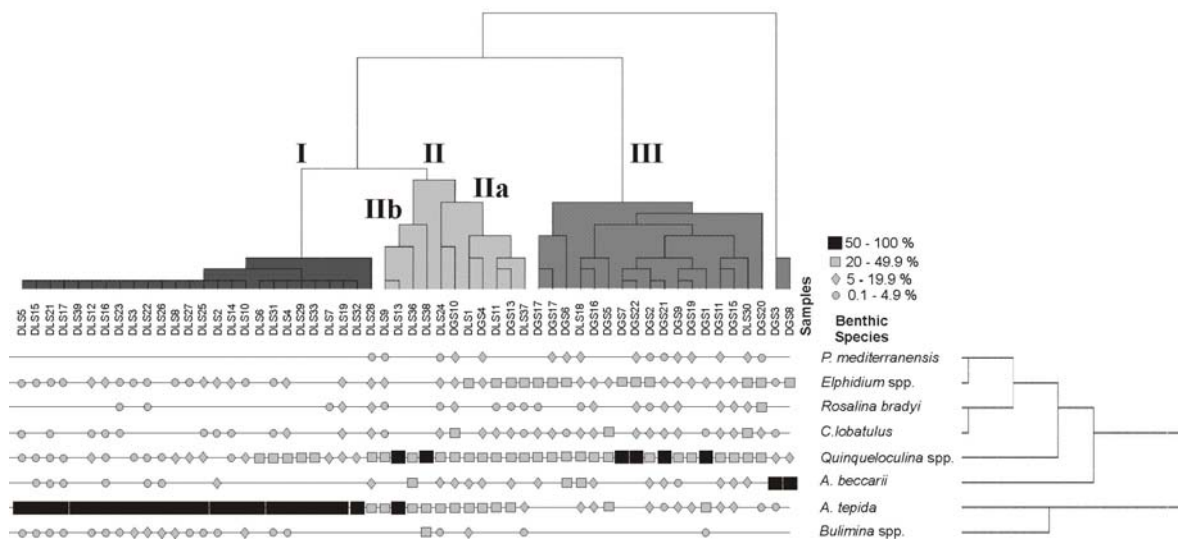 I
II
III
IIb
IIa
50 - 100 %
20 - 49.9 %
5 - 19.9 %
0.1 - 4.9 %
DLS5
DLS15
DLS21
DLS17
DLS39
DLS12
DLS16
DLS23
DLS3
DLS22
DLS26
DLS8
DLS27
DLS25
DLS2
DLS14
DLS10
DLS6
DLS31
DLS4
DLS29
DLS33
DLS7
DLS19
DLS32
DLS28
DLS9
DLS13
DLS36
DLS38
DLS24
DGS10
DLS1
DGS4
DLS11
DGS13
DLS37
DGS17
DGS17
DGS6
DLS18
DGS16
DGS5
DGS7
DGS22
DGS2
DGS21
DGS9
DGS19
DGS1
DGS11
DGS15
DLS30
DGS20
DGS3
DGS8
Samples
Benthic
Species
P. mediterranensis
Elphidium spp.
Rosalina bradyi
C.lobatulus
Quinqueloculina spp.
A. beccarii
A. tepida
Bulimina spp.